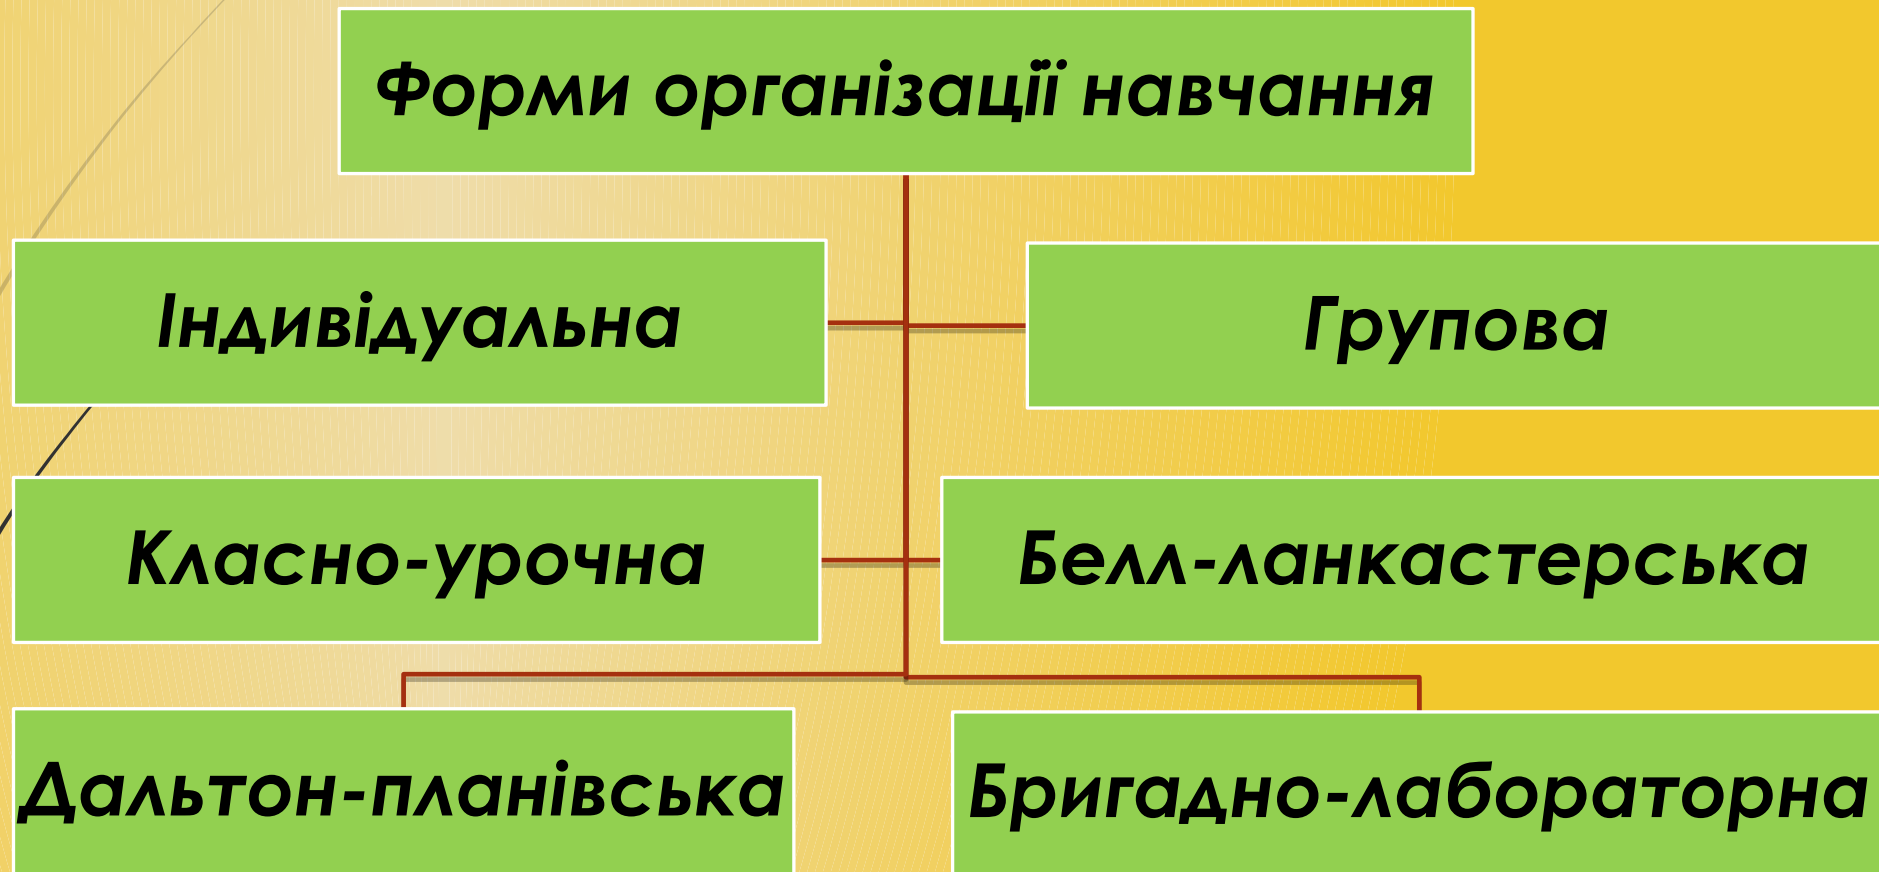 Форми організації навчання
Індивідуальна
Групова
Класно-урочна
Белл-ланкастерська
Дальтон-планівська
Бригадно-лабораторна